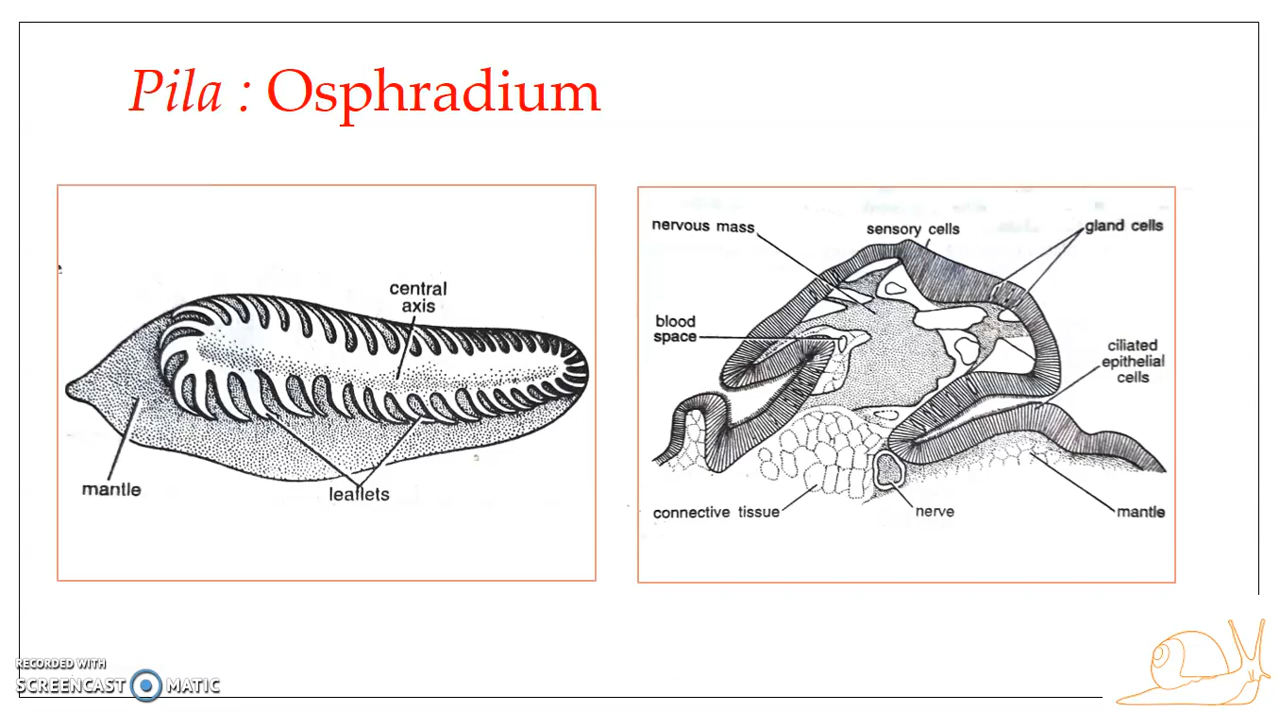 Pila : Osphradium
central
axis
mantle
leaflets
nervous mass
sensory cells
gland cells
blood
space
ciliated
epithelial
cells
connective tissue
nerve
mantle
RECORDED WITH
SCREENCAST MATIC